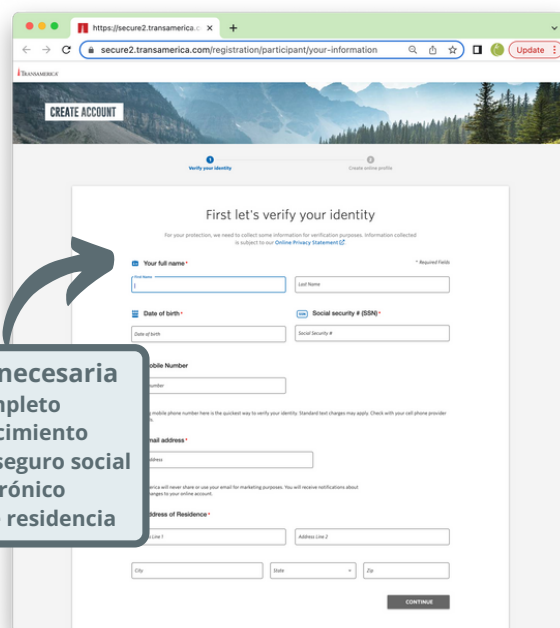 https://secure2.transamerica.c
secure2.transamerica.com/registration/participant/your-information
Update
TRANSAMERICA
CREATE ACCOUNT
1
2
Verify your identity
Create online profile
First let's verify your identity
For your protection, we need to collect some information for verification purposes. Information collected
is subject to our Online Privacy Statement
Your full name *
* Required Fields
First Name
Last Name
Date of birth *
Social security # (SSN) *
Date of birth
Social Security #
necesaria
mpleto
cimiento
seguro social
rónico
residencia
obile Number
umber
mobile phone number here is the quickest way to verify your identity. Standard text charges may apply. Check with your cell phone provider
mail address *
ddress
erica will never share or use your email for marketing purposes. You will receive notifications about
hanges to your online account.
ddress of Residence *
Line 1
Address Line 2
City
State
Zip
CONTINUE